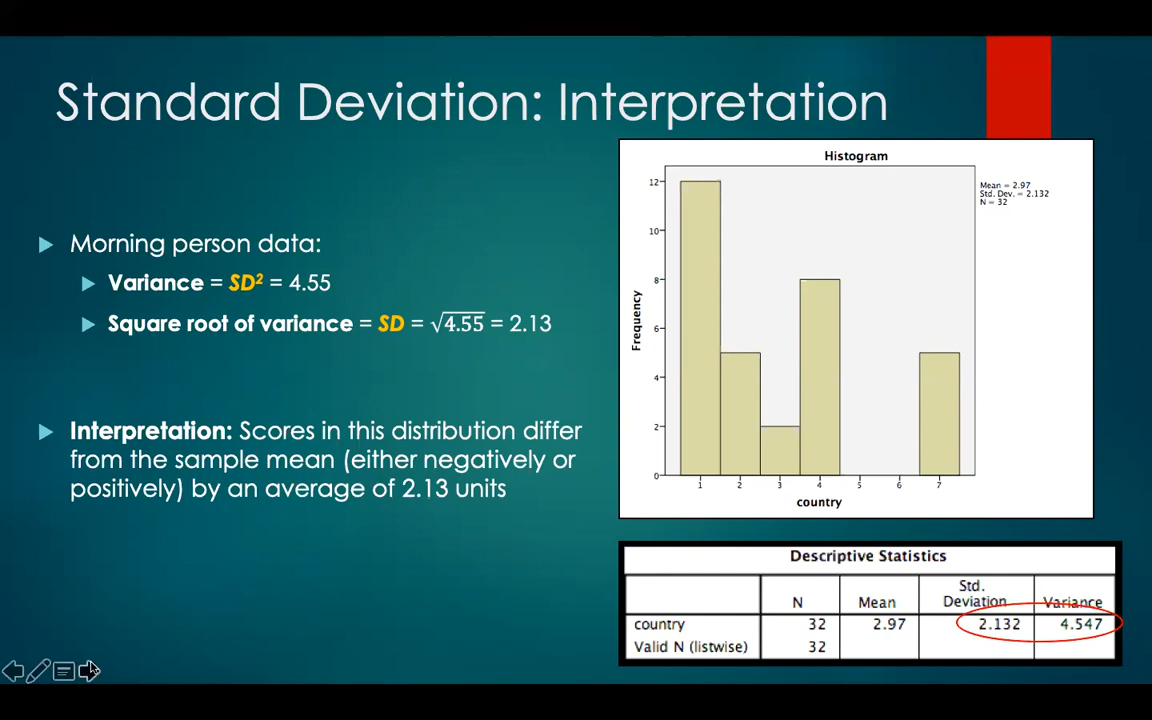 Standard Deviation: Interpretation
Morning person data:
Variance = SD² = 4.55
Square root of variance = SD = √4.55 = 2.13
Interpretation: Scores in this distribution differ
from the sample mean (either negatively or
positively) by an average of 2.13 units
Histogram
Mean = 2.97
Std. Dev. = 2.132
N = 32
Frequency
12
10
8
6
4
2
0
1 2 3 4 5 6 7
country
Descriptive Statistics
N Mean Std. Deviation Variance
country 32 2.97 2.132 4.547
Valid N (listwise) 32